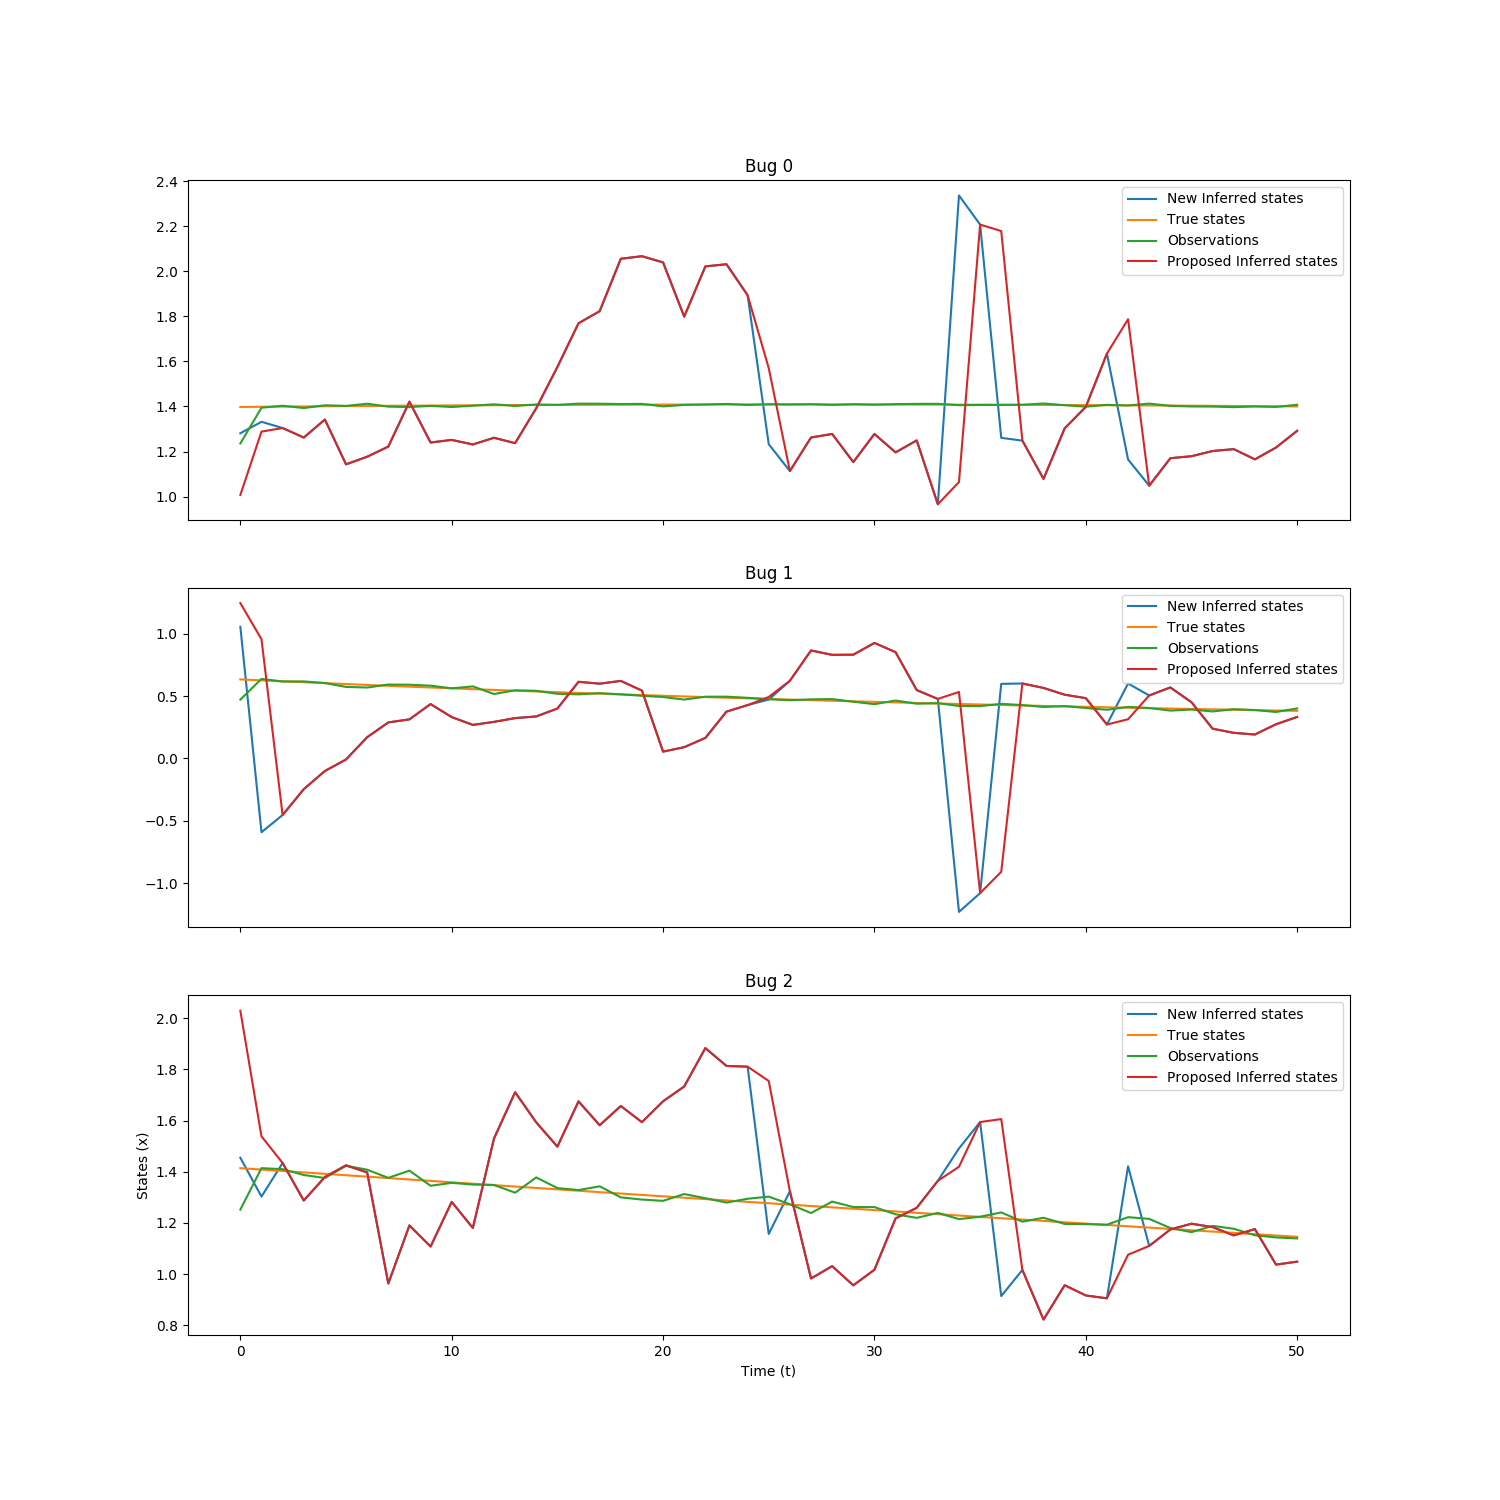 Bug 0
2.4
2.2
2.0
1.8
1.6
1.4
1.2
1.0
New Inferred states
True states
Observations
Proposed Inferred states
Bug 1
1.0
0.5
0.0
−0.5
−1.0
New Inferred states
True states
Observations
Proposed Inferred states
Bug 2
2.0
1.8
1.6
1.4
1.2
1.0
0.8
States (x)
New Inferred states
True states
Observations
Proposed Inferred states
0 10 20 30 40 50
Time (t)